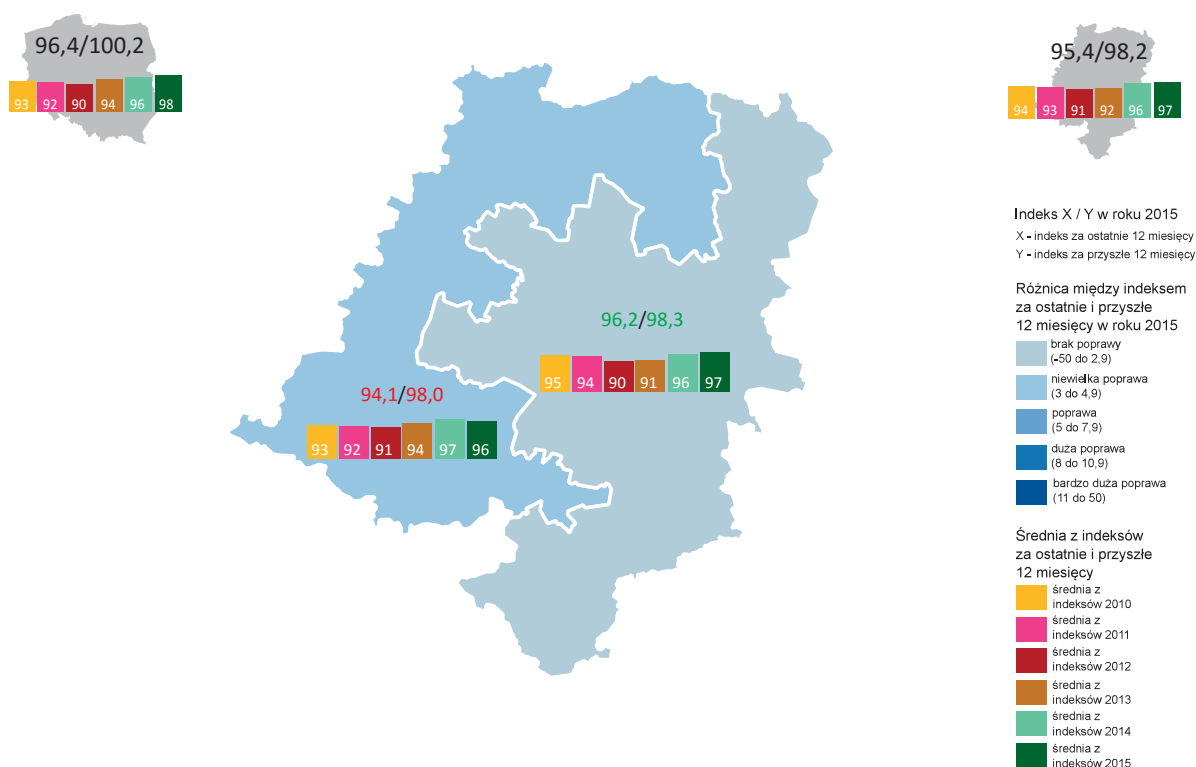 96,4/100,2
93 92 90 94 96 98
95,4/98,2
94 93 91 92 96 97
96,2/98,3
95 94 90 91 96 97
94,1/98,0
93 92 91 94 97 96
Indeks X / Y w roku 2015
X - indeks za ostatnie 12 miesięcy
Y - indeks za przyszłe 12 miesięcy
Różnica między indeksem
za ostatnie i przyszłe
12 miesięcy w roku 2015
brak poprawy
(-50 do 2,9)
niewielka poprawa
(3 do 4,9)
poprawa
(5 do 7,9)
duża poprawa
(8 do 10,9)
bardzo duża poprawa
(11 do 50)
Średnia z indeksów
za ostatnie i przyszłe
12 miesięcy
średnia z
indeksów 2010
średnia z
indeksów 2011
średnia z
indeksów 2012
średnia z
indeksów 2013
średnia z
indeksów 2014
średnia z
indeksów 2015